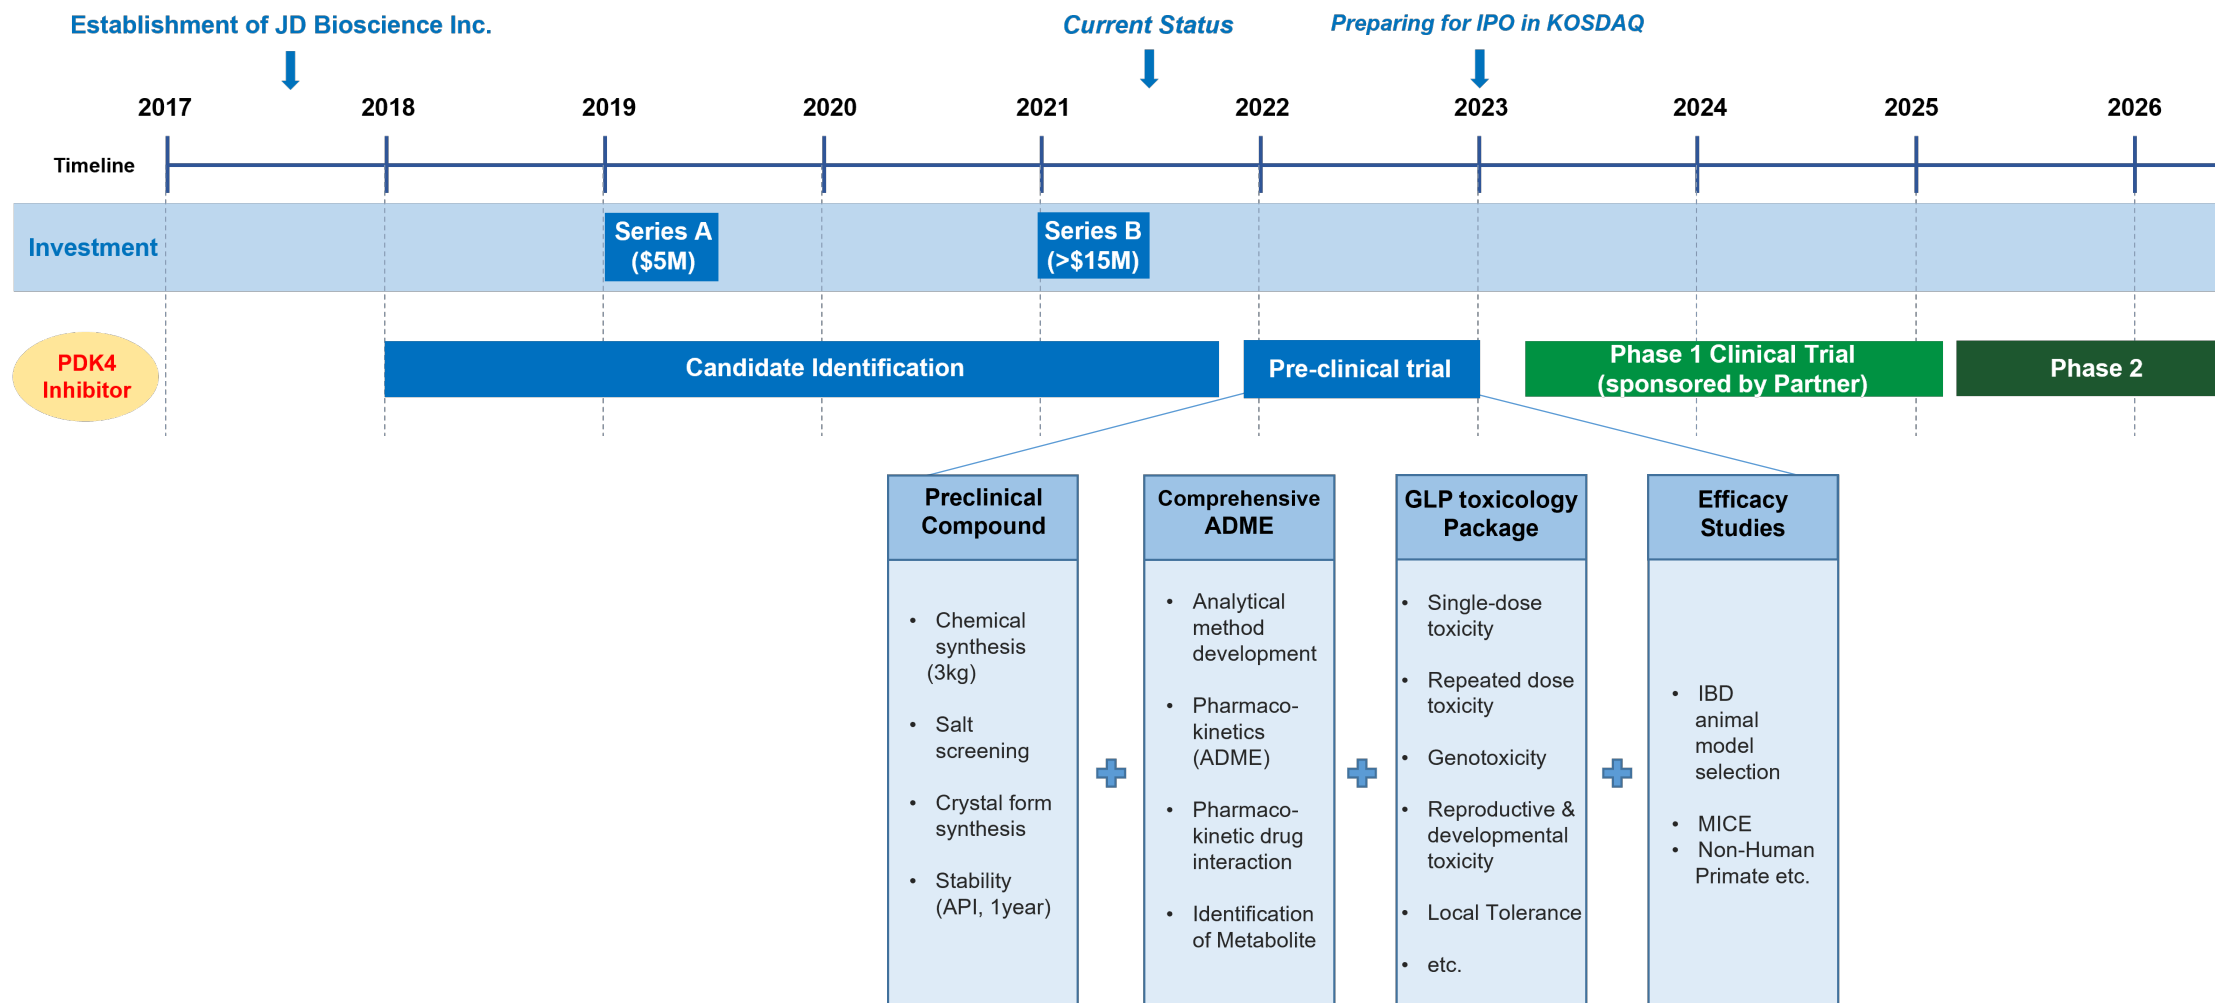 Establishment of JD Bioscience Inc.
Current Status
Preparing for IPO in KOSDAQ
2017
2018
2019
2020
2021
2022
2023
2024
2025
2026
Timeline
Investment
Series A
($5M)
Series B
(>$15M)
PDK4
Inhibitor
Candidate Identification
Pre-clinical trial
Phase 1 Clinical Trial
(sponsored by Partner)
Phase 2
Preclinical
Compound
• Chemical
synthesis
(3kg)
• Salt
screening
• Crystal form
synthesis
• Stability
(API, 1year)
Comprehensive
ADME
• Analytical
method
development
• Pharmaco-
kinetics
(ADME)
• Pharmaco-
kinetic drug
interaction
• Identification
of Metabolite
GLP toxicology
Package
• Single-dose
toxicity
• Repeated dose
toxicity
• Genotoxicity
• Reproductive &
developmental
toxicity
• Local Tolerance
• etc.
Efficacy
Studies
• IBD
animal
model
selection
• MICE
• Non-Human
Primate etc.